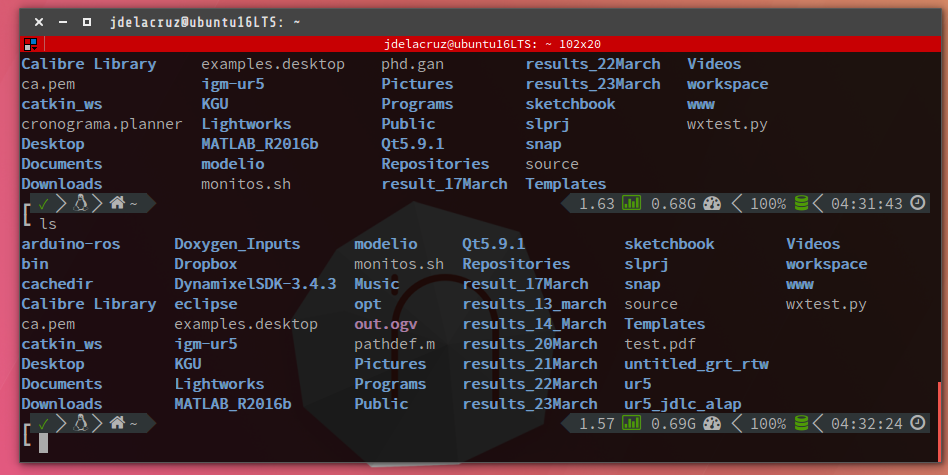 jdelacruz@ubuntu16LTS: ~
jdelacruz@ubuntu16LTS: ~ 102x20
Calibre Library examples.desktop phd.gan results_22March Videos
ca.pem igm-ur5 Pictures results_23March workspace
catkin_ws KGU Programs sketchbook www
cronograma.planner Lightworks Public slprj wxtest.py
Desktop MATLAB_R2016b Qt5.9.1 snap
Documents modelio Repositories source
Downloads monitos.sh result_17March Templates
✓ ~ 1.63 0.68G 100% 04:31:43
ls
arduino-ros Doxygen_Inputs modelio Qt5.9.1 sketchbook Videos
bin Dropbox monitos.sh Repositories slprj workspace
cachedir DynamixelSDK-3.4.3 Music result_17March snap www
Calibre Library eclipse opt results_13_march source wxtest.py
ca.pem examples.desktop out.ogv results_14_March Templates
catkin_ws igm-ur5 pathdef.m results_20March test.pdf
Desktop KGU Pictures results_21March untitled_grt_rtw
Documents Lightworks Programs results_22March ur5
Downloads MATLAB_R2016b Public results_23March ur5_jdlc_alap
✓ ~ 1.57 0.69G 100% 04:32:24